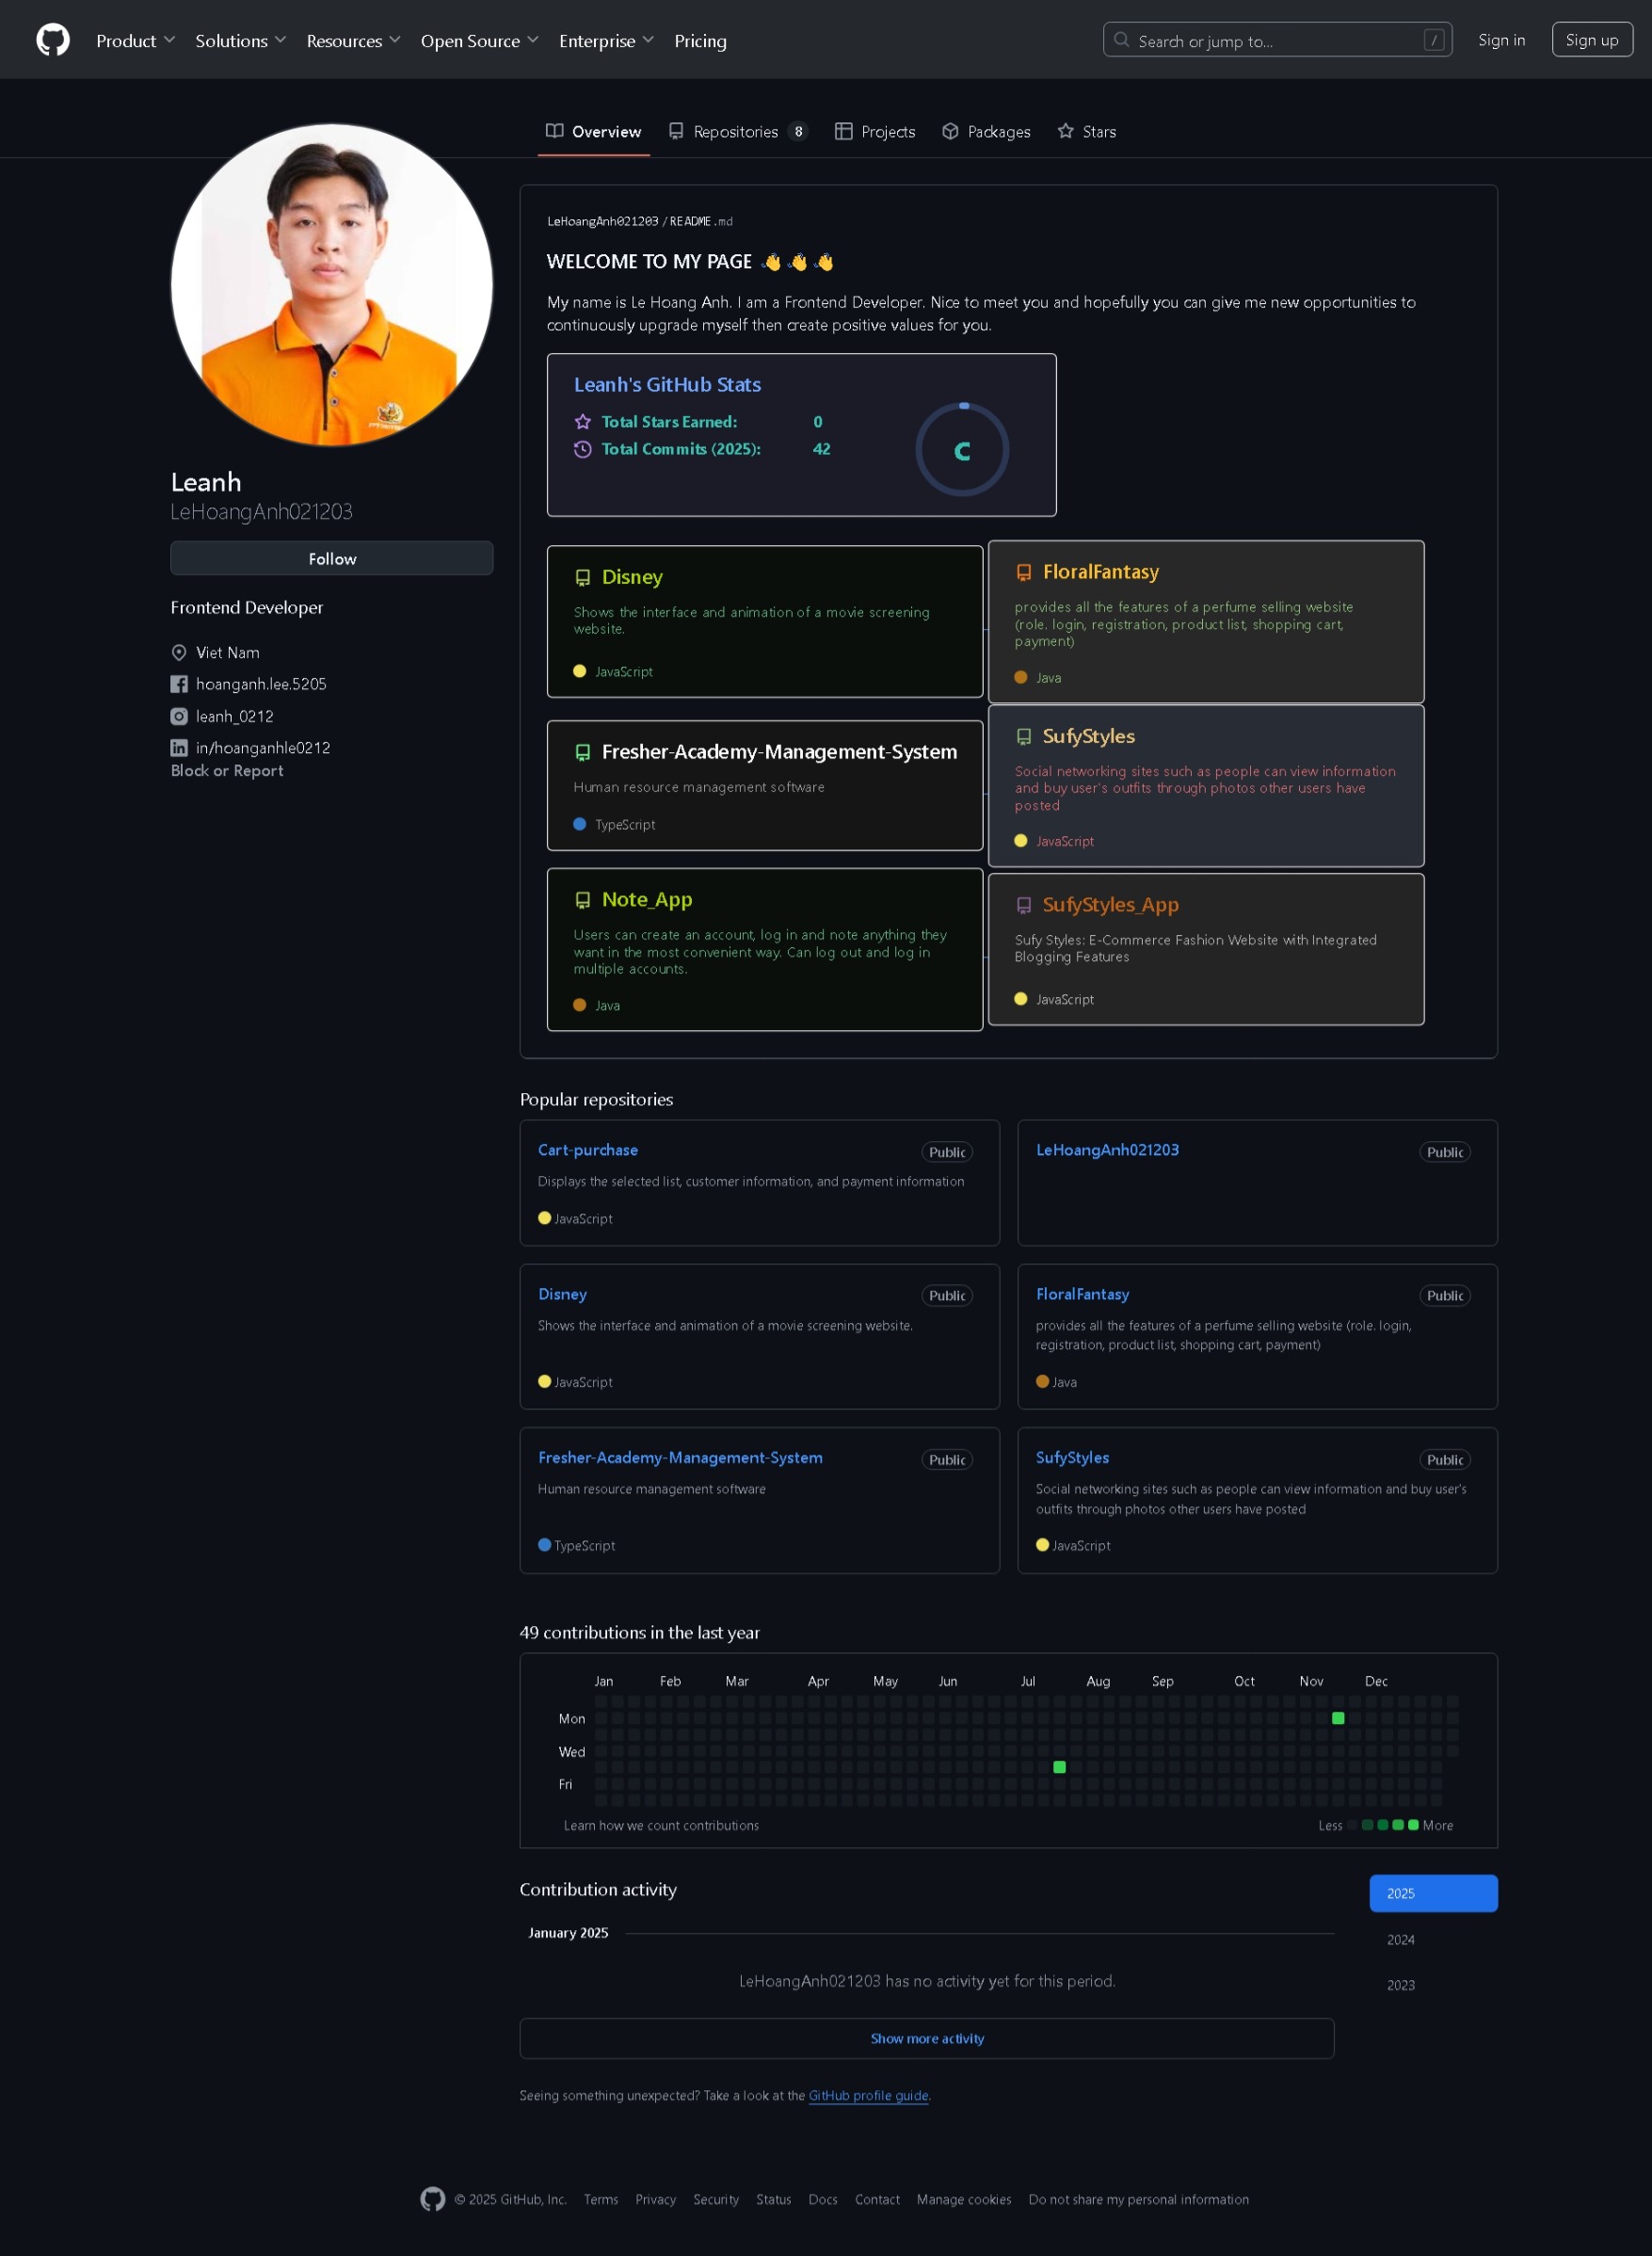 Product Solutions Resources Open Source Enterprise Pricing Search or jump to... / Sign in Sign up
Overview Repositories 8 Projects Packages Stars
Leanh
LeHoangAnh021203
Follow
Frontend Developer
Viet Nam
hoanganh.lee.5205
leanh_0212
in/hoanganhle0212
Block or Report
LeHoangAnh021203 / README.md
WELCOME TO MY PAGE 👋 👋 👋
My name is Le Hoang Anh. I am a Frontend Developer. Nice to meet you and hopefully you can give me new opportunities to
continuously upgrade myself then create positive values for you.
Leanh's GitHub Stats
Total Stars Earned: 0
Total Commits (2025): 42
C
Disney
Shows the interface and animation of a movie screening
website.
JavaScript
FloralFantasy
provides all the features of a perfume selling website
(role. login, registration, product list, shopping cart,
payment)
Java
Fresher-Academy-Management-System
Human resource management software
TypeScript
SufyStyles
Social networking sites such as people can view information
and buy user's outfits through photos other users have
posted
JavaScript
Note_App
Users can create an account, log in and note anything they
want in the most convenient way. Can log out and log in
multiple accounts.
Java
SufyStyles_App
Sufy Styles: E-Commerce Fashion Website with Integrated
Blogging Features
JavaScript
Popular repositories
Cart-purchase Public
Displays the selected list, customer information, and payment information
JavaScript
LeHoangAnh021203 Public
Disney Public
Shows the interface and animation of a movie screening website.
JavaScript
FloralFantasy Public
provides all the features of a perfume selling website (role. login,
registration, product list, shopping cart, payment)
Java
Fresher-Academy-Management-System Public
Human resource management software
TypeScript
SufyStyles Public
Social networking sites such as people can view information and buy user's
outfits through photos other users have posted
JavaScript
49 contributions in the last year
Jan Feb Mar Apr May Jun Jul Aug Sep Oct Nov Dec
Mon
Wed
Fri
Learn how we count contributions Less More
Contribution activity
2025
2024
2023
January 2025
LeHoangAnh021203 has no activity yet for this period.
Show more activity
Seeing something unexpected? Take a look at the GitHub profile guide.
© 2025 GitHub, Inc. Terms Privacy Security Status Docs Contact Manage cookies Do not share my personal information